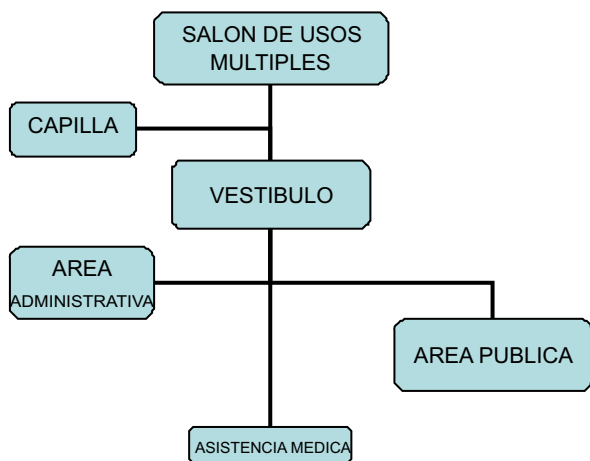 SALON DE USOS
MULTIPLES
CAPILLA
VESTIBULO
AREA
ADMINISTRATIVA
AREA PUBLICA
ASISTENCIA MEDICA